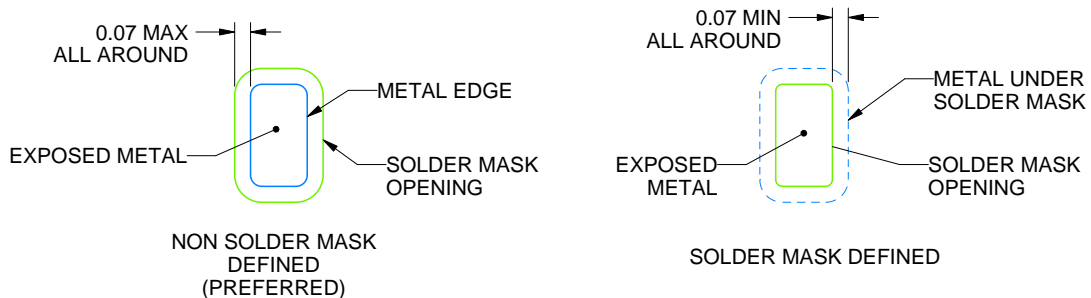 0.07 MAX
ALL AROUND
METAL EDGE
EXPOSED METAL
SOLDER MASK
OPENING
NON SOLDER MASK
DEFINED
(PREFERRED)
0.07 MIN
ALL AROUND
METAL UNDER
SOLDER MASK
EXPOSED
METAL
SOLDER MASK
OPENING
SOLDER MASK DEFINED